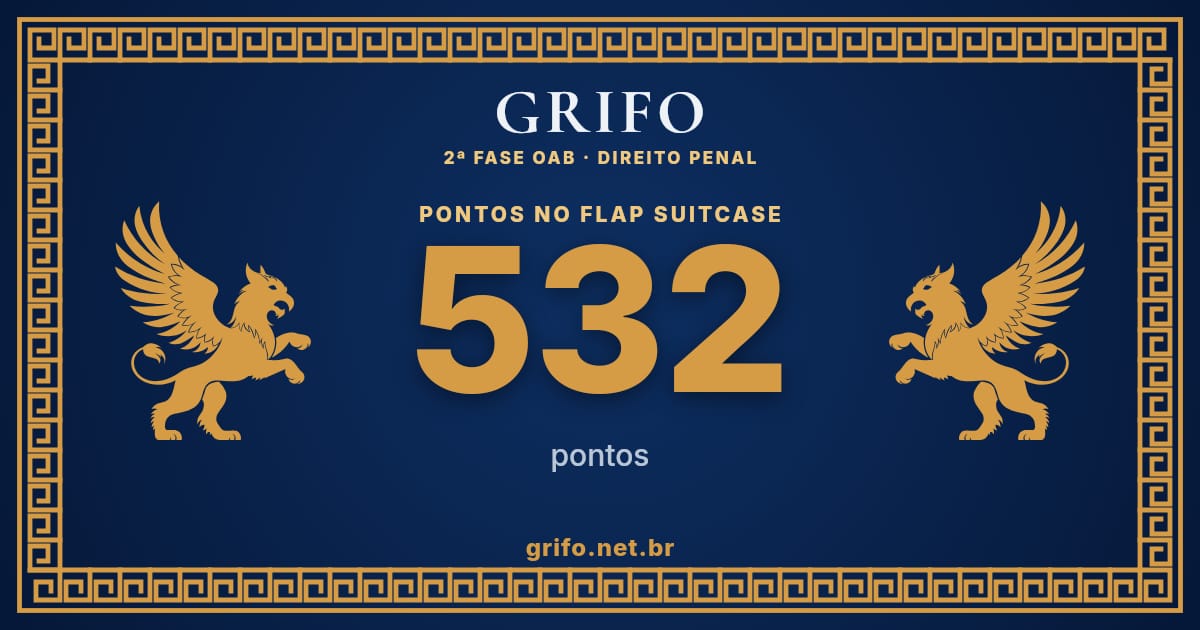 GRIFO
2ª FASE OAB · DIREITO PENAL
PONTOS NO FLAP SUITCASE
532
pontos
grifo.net.br